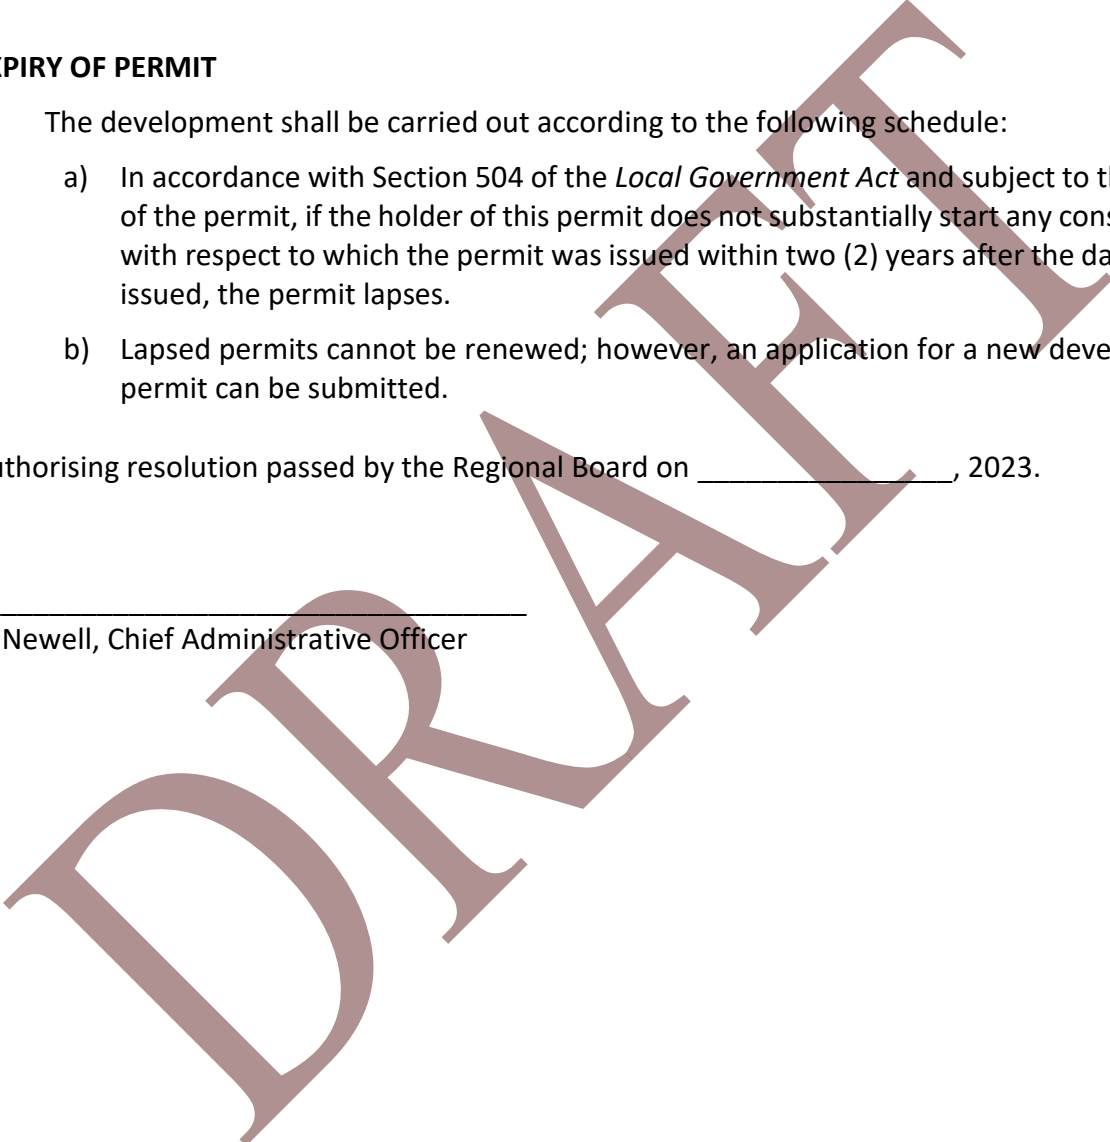 XPIRY OF PERMIT
The development shall be carried out according to the following schedule:
a) In accordance with Section 504 of the Local Government Act and subject to th
of the permit, if the holder of this permit does not substantially start any cons
with respect to which the permit was issued within two (2) years after the da
issued, the permit lapses.
b) Lapsed permits cannot be renewed; however, an application for a new deve
permit can be submitted.
uthorising resolution passed by the Regional Board on ________________, 2023.
_________________________________
Newell, Chief Administrative Officer
DRAFT